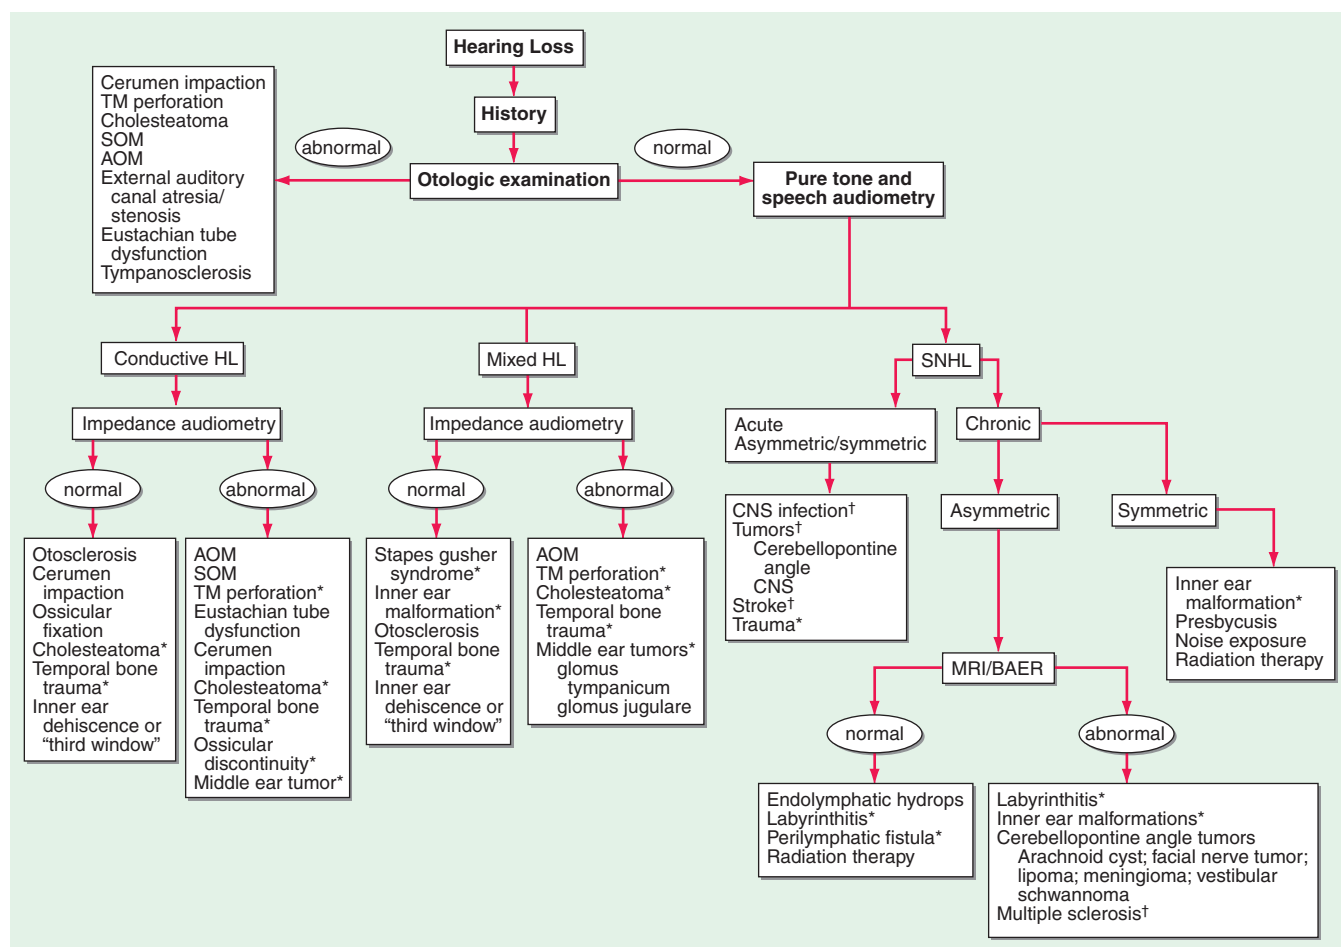 Hearing Loss
History
Otologic examination
abnormal
normal
Cerumen impaction
TM perforation
Cholesteatoma
SOM
AOM
External auditory
canal atresia/
stenosis
Eustachian tube
dysfunction
Tympanosclerosis
Pure tone and
speech audiometry
Conductive HL
Impedance audiometry
normal
abnormal
Otosclerosis
Cerumen
impaction
Ossicular
fixation
Cholesteatoma*
Temporal bone
trauma*
Inner ear
dehiscence or
“third window”
AOM
SOM
TM perforation*
Eustachian tube
dysfunction
Cerumen
impaction
Cholesteatoma*
Temporal bone
trauma*
Ossicular
discontinuity*
Middle ear tumor*
Mixed HL
Impedance audiometry
normal
abnormal
Stapes gusher
syndrome*
Inner ear
malformation*
Otosclerosis
Temporal bone
trauma*
Inner ear
dehiscence or
“third window”
AOM
TM perforation*
Cholesteatoma*
Temporal bone
trauma*
Middle ear tumors*
glomus
tympanicum
glomus jugulare
SNHL
Acute
Asymmetric/symmetric
CNS infection†
Tumors†
Cerebellopontine
angle
CNS
Stroke†
Trauma*
Chronic
Asymmetric
Symmetric
Inner ear
malformation*
Presbycusis
Noise exposure
Radiation therapy
MRI/BAER
normal
abnormal
Endolymphatic hydrops
Labyrinthitis*
Perilymphatic fistula*
Radiation therapy
Labyrinthitis*
Inner ear malformations*
Cerebellopontine angle tumors
Arachnoid cyst; facial nerve tumor;
lipoma; meningioma; vestibular
schwannoma
Multiple sclerosis†